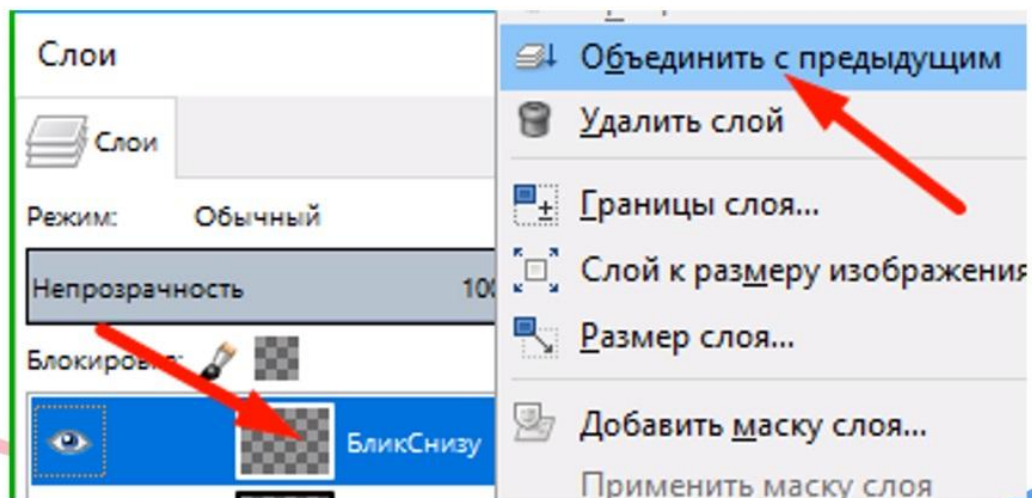 Слои
Слои
Режим: Обычный
Непрозрачность 100
БликСнизу
Объединить с предыдущим
Удалить слой
Границы слоя...
Слой к размеру изображения
Размер слоя...
Добавить маску слоя...
Применить маску слоя